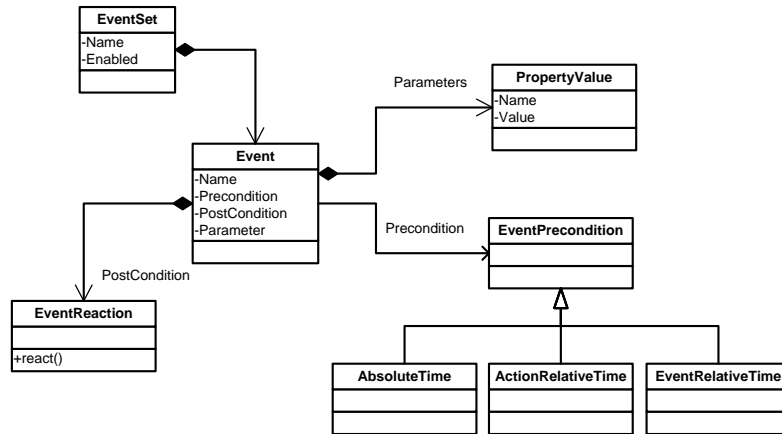 EventSet
-Name
-Enabled
Parameters
PropertyValue
-Name
-Value
Event
-Name
-Precondition
-PostCondition
-Parameter
Precondition
EventPrecondition
PostCondition
EventReaction
+react()
AbsoluteTime
ActionRelativeTime
EventRelativeTime